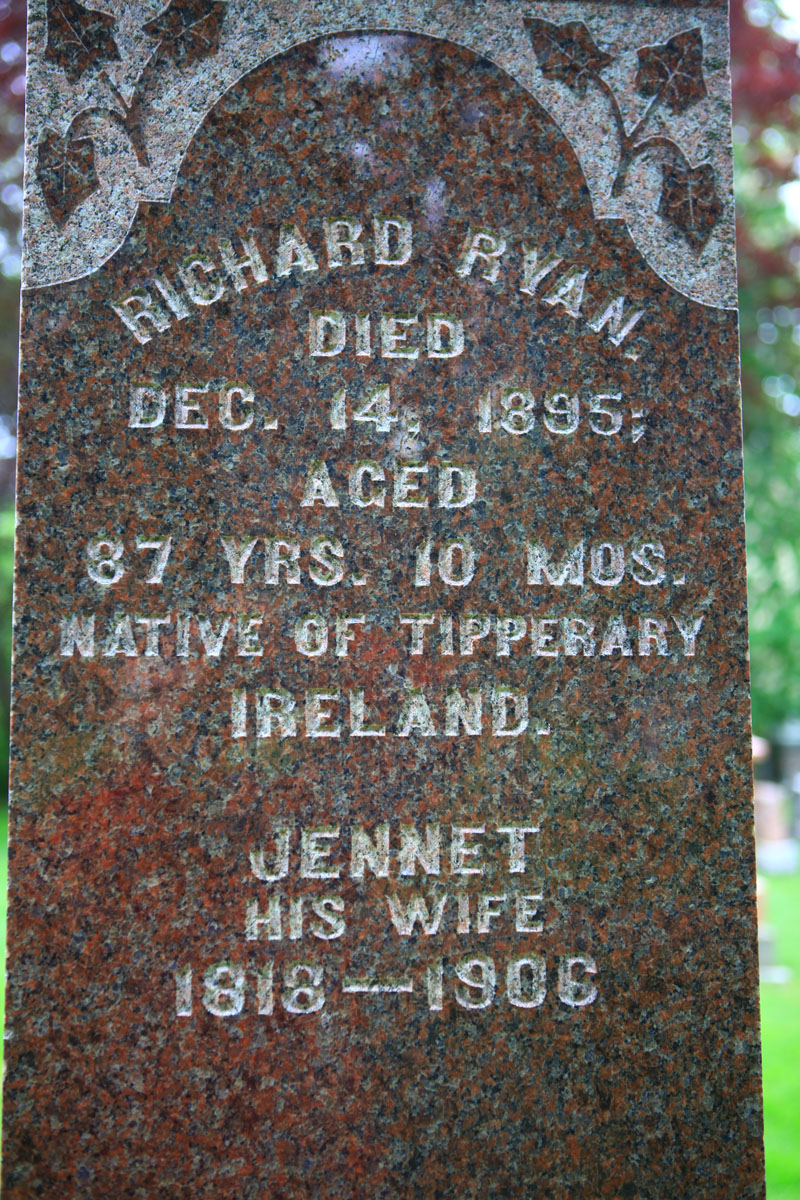 RICHARD RYAN.
DIED
DEC. 14, 1895;
AGED
87 YRS. 10 MOS.
NATIVE OF TIPPERARY
IRELAND.
JENNET
HIS WIFE
1818—1906